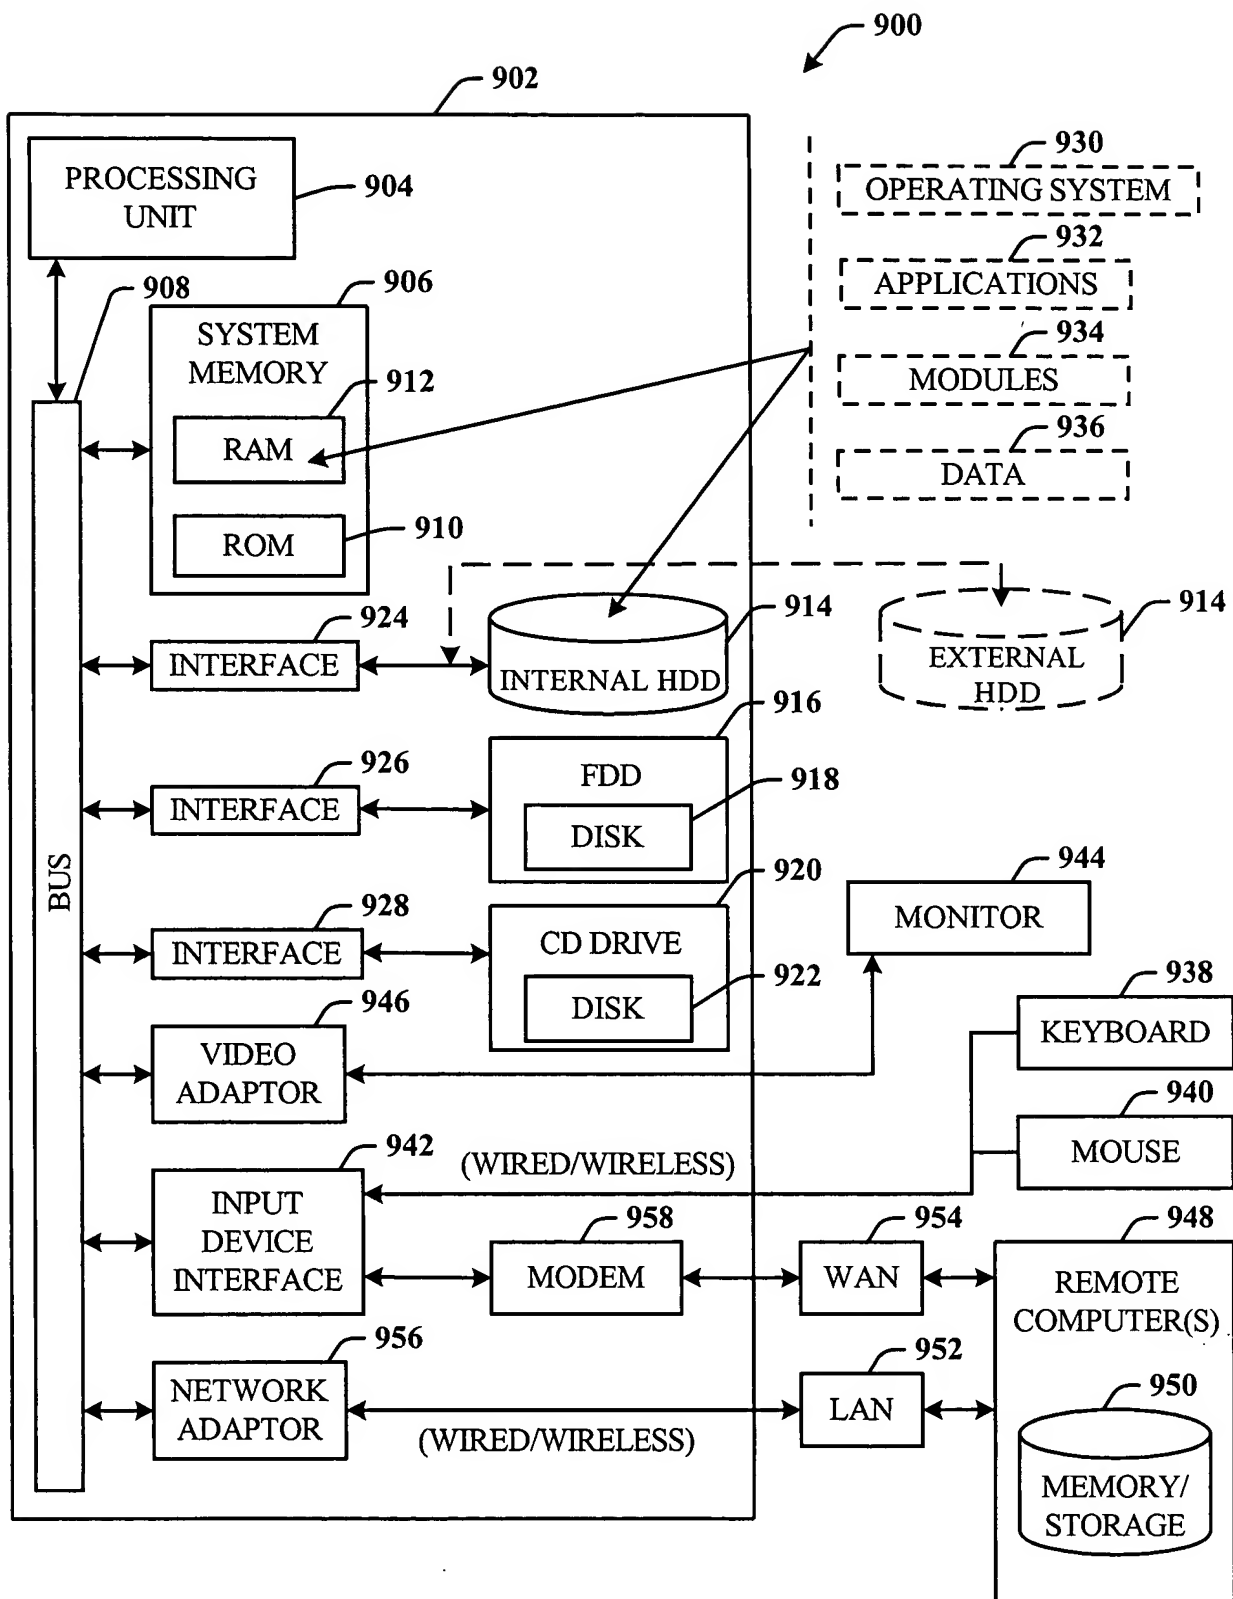 900
902
PROCESSING
UNIT
904
930
OPERATING SYSTEM
932
APPLICATIONS
934
MODULES
936
DATA
908
906
SYSTEM
MEMORY
912
RAM
ROM
910
924
INTERFACE
914
INTERNAL HDD
914
EXTERNAL
HDD
926
INTERFACE
916
FDD
918
DISK
BUS
928
INTERFACE
920
CD DRIVE
922
DISK
944
MONITOR
946
VIDEO
ADAPTOR
938
KEYBOARD
940
MOUSE
942
INPUT
DEVICE
INTERFACE
(WIRED/WIRELESS)
958
MODEM
954
WAN
948
REMOTE
COMPUTER(S)
956
NETWORK
ADAPTOR
(WIRED/WIRELESS)
952
LAN
950
MEMORY/
STORAGE